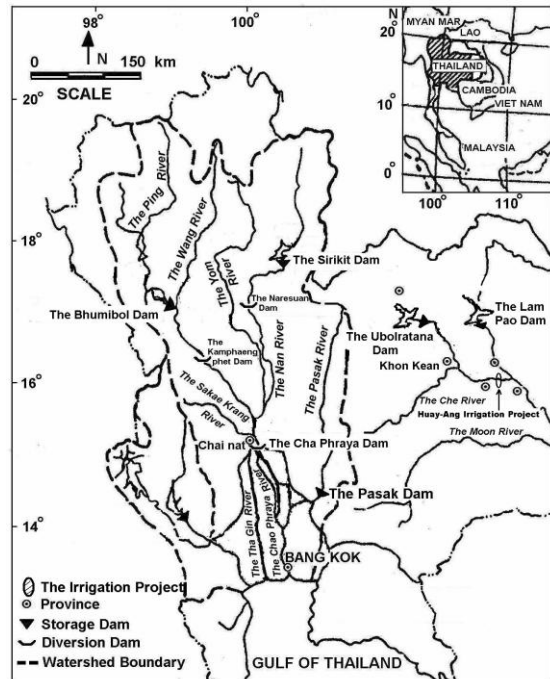 98°
100°
N
0
150 km
SCALE
20°
18°
16°
14°
MYAN MAR
LAO
THAILAND
CAMBODIA
VIET NAM
MALAYSIA
20°
10°
0°
100°
110°
The Ping River
The Wang River
The Yom
River
The Nan River
The Pasak River
The Sirikit Dam
The Naresuan
Dam
The Bhumibol Dam
The
Kamphaeng
phet Dam
The Sakae Krang
River
The Ubolratana
Dam
The Lam
Pao Dam
Khon Kean
The Che River
Huay-Ang Irrigation Project
The Moon River
Chai nat
The Cha Phraya Dam
The Pasak Dam
The Tha Gin River
The Chao Phraya River
BANG KOK
The Irrigation Project
Province
Storage Dam
Diversion Dam
Watershed Boundary
GULF OF THAILAND